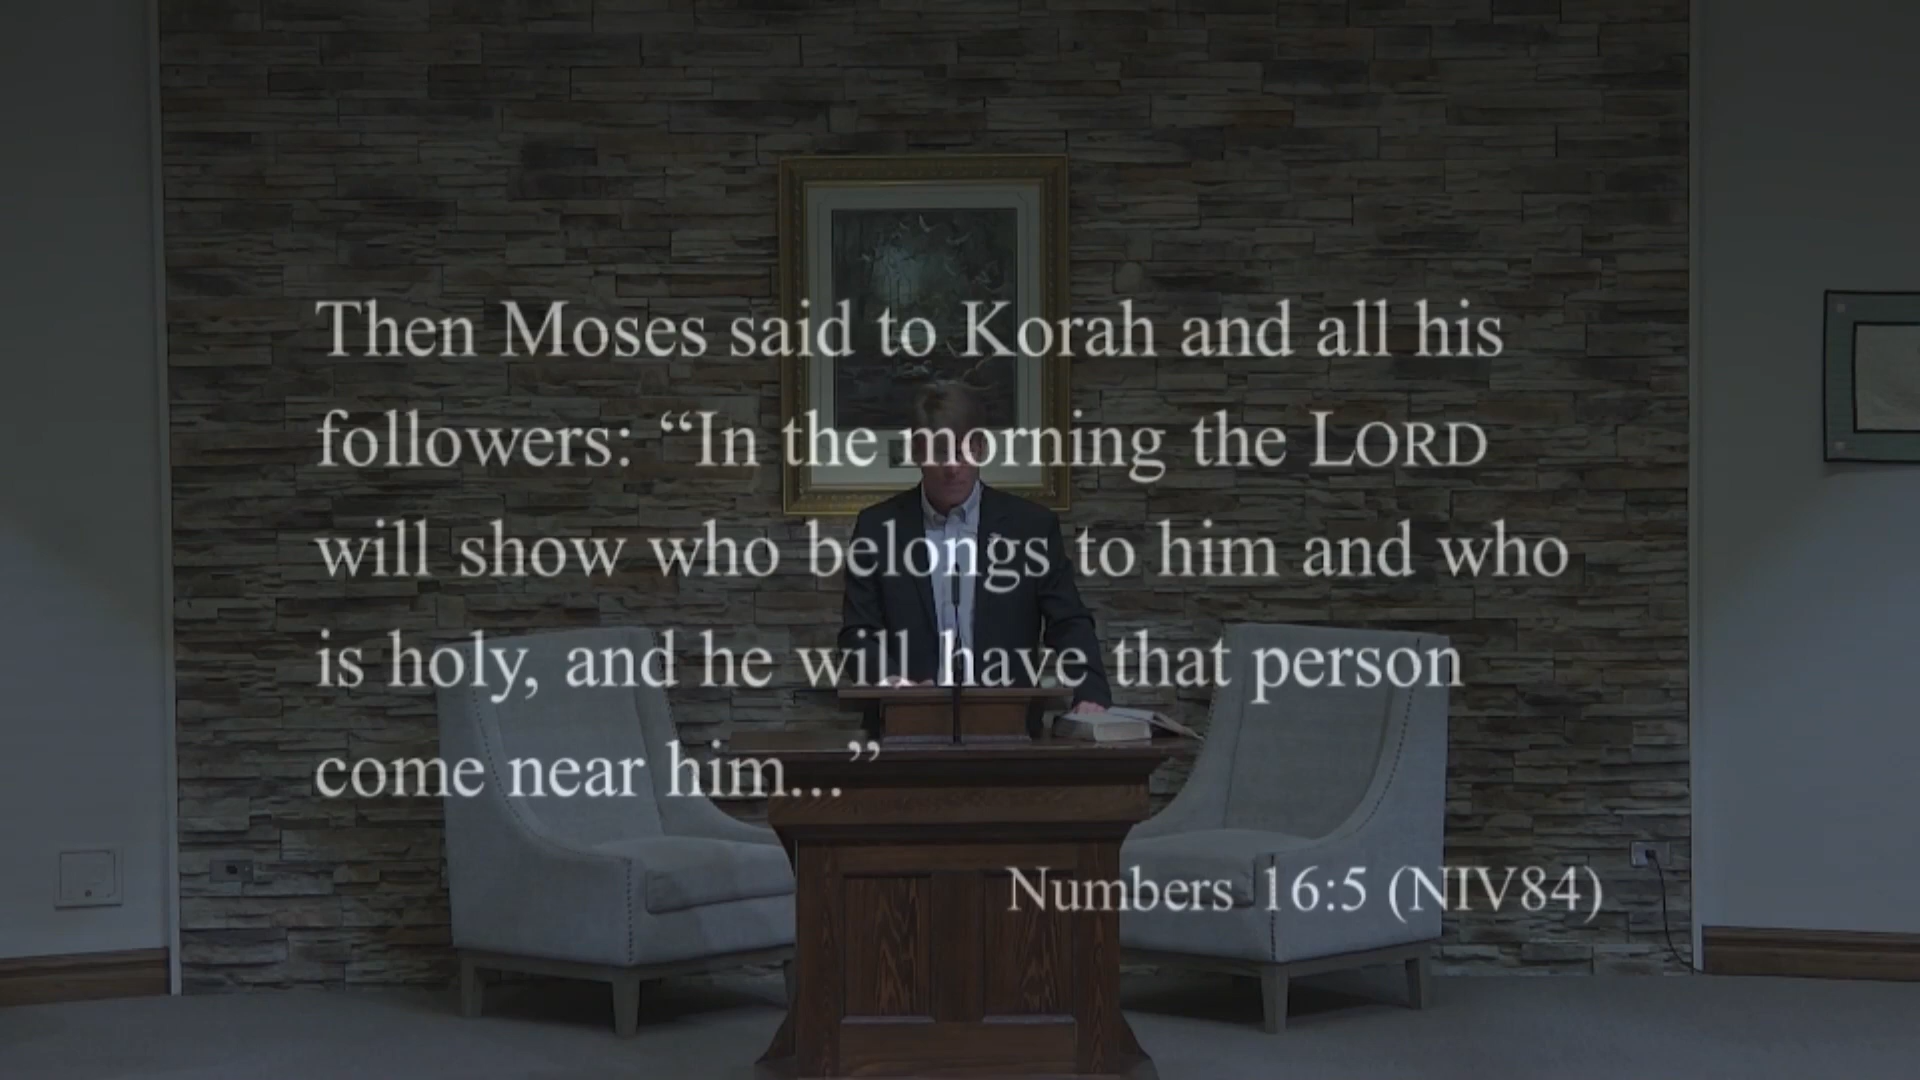 Then Moses said to Korah and all his
followers: “In the morning the LORD
will show who belongs to him and who
is holy, and he will have that person
come near him...”
Numbers 16:5 (NIV84)